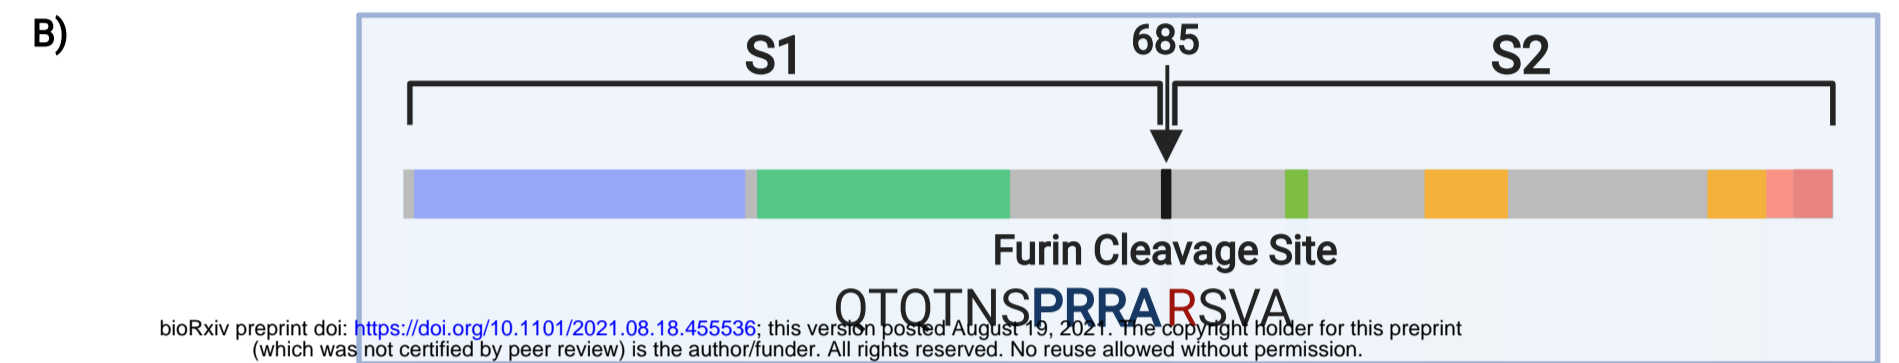 B)
685
S1
S2
Furin Cleavage Site
QTQTNSPRRARSVA
bioRxiv preprint doi: https://doi.org/10.1101/2021.08.18.455536; this version posted August 19, 2021. The copyright holder for this preprint
(which was not certified by peer review) is the author/funder. All rights reserved. No reuse allowed without permission.